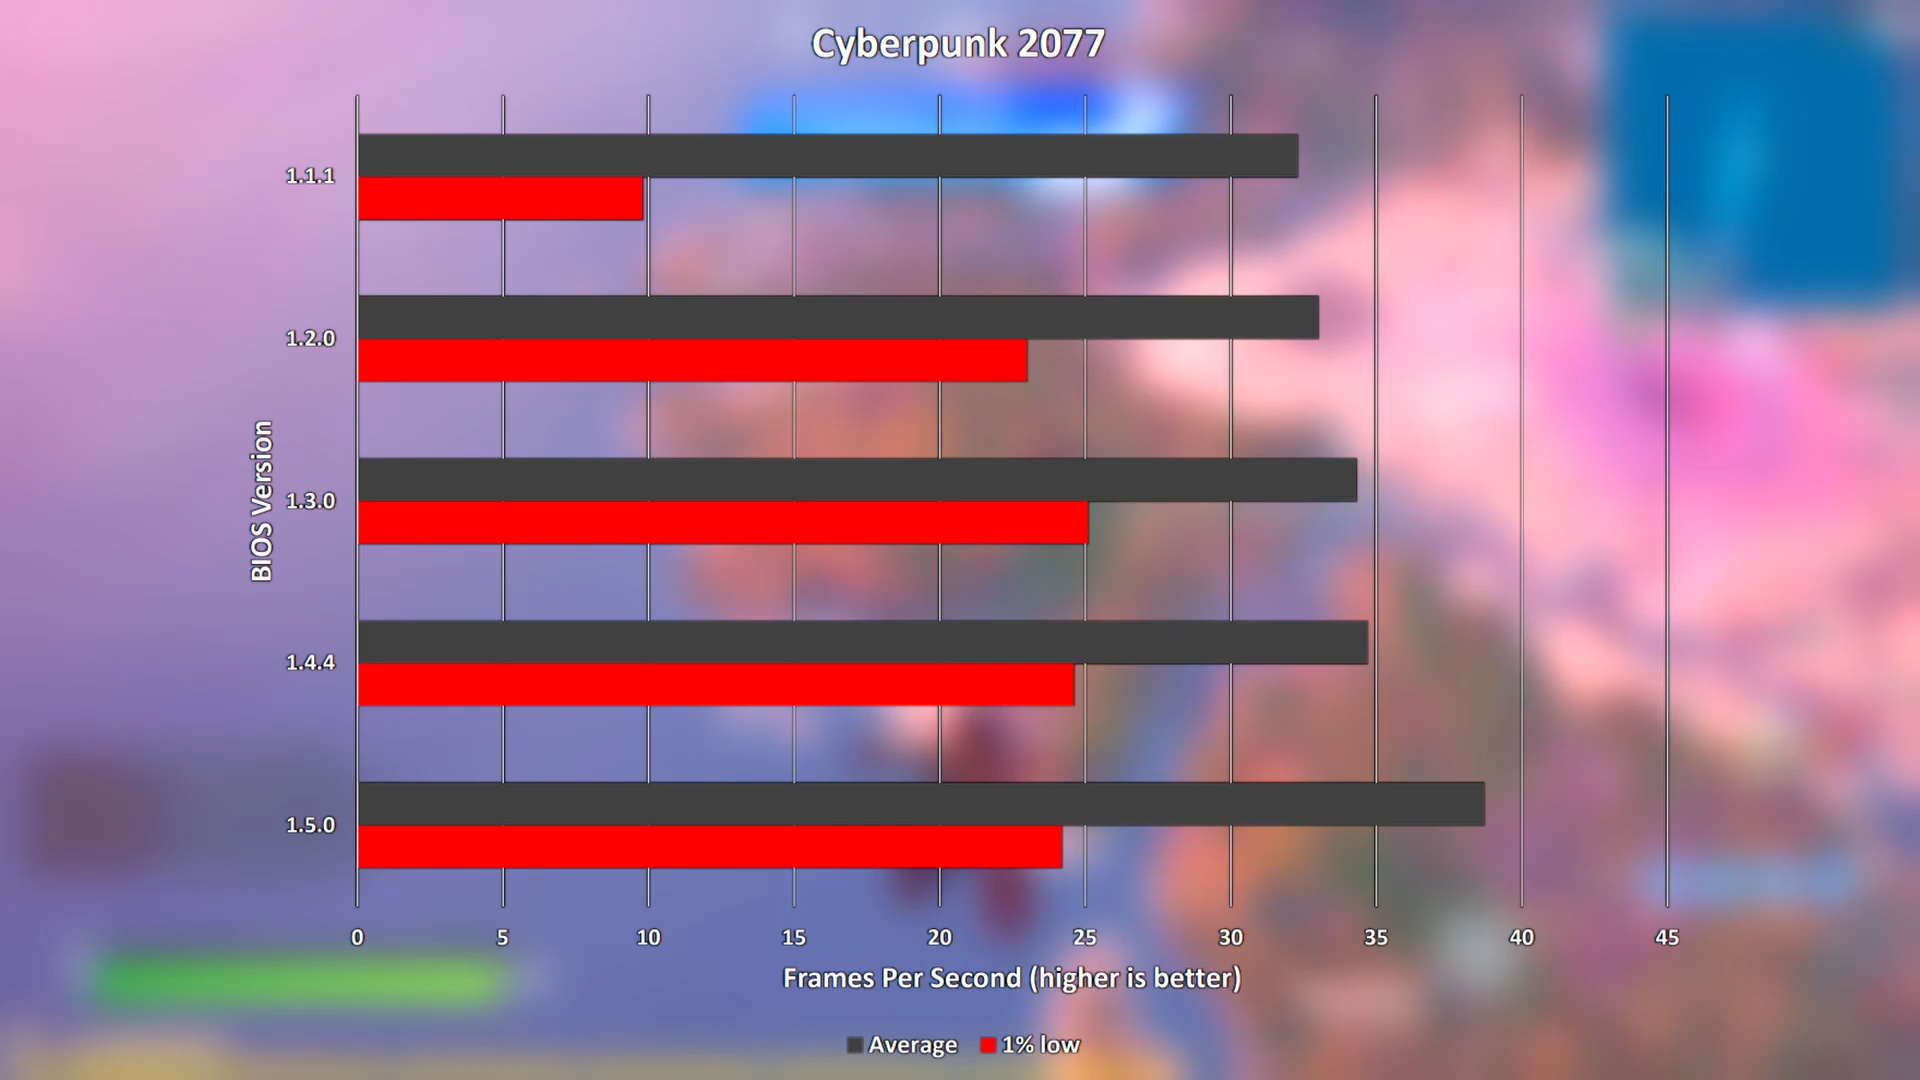 Cyberpunk 2077
1.1.1
1.2.0
1.3.0
1.4.4
1.5.0
BIOS Version
0 5 10 15 20 25 30 35 40 45
Frames Per Second (higher is better)
Average 1% low